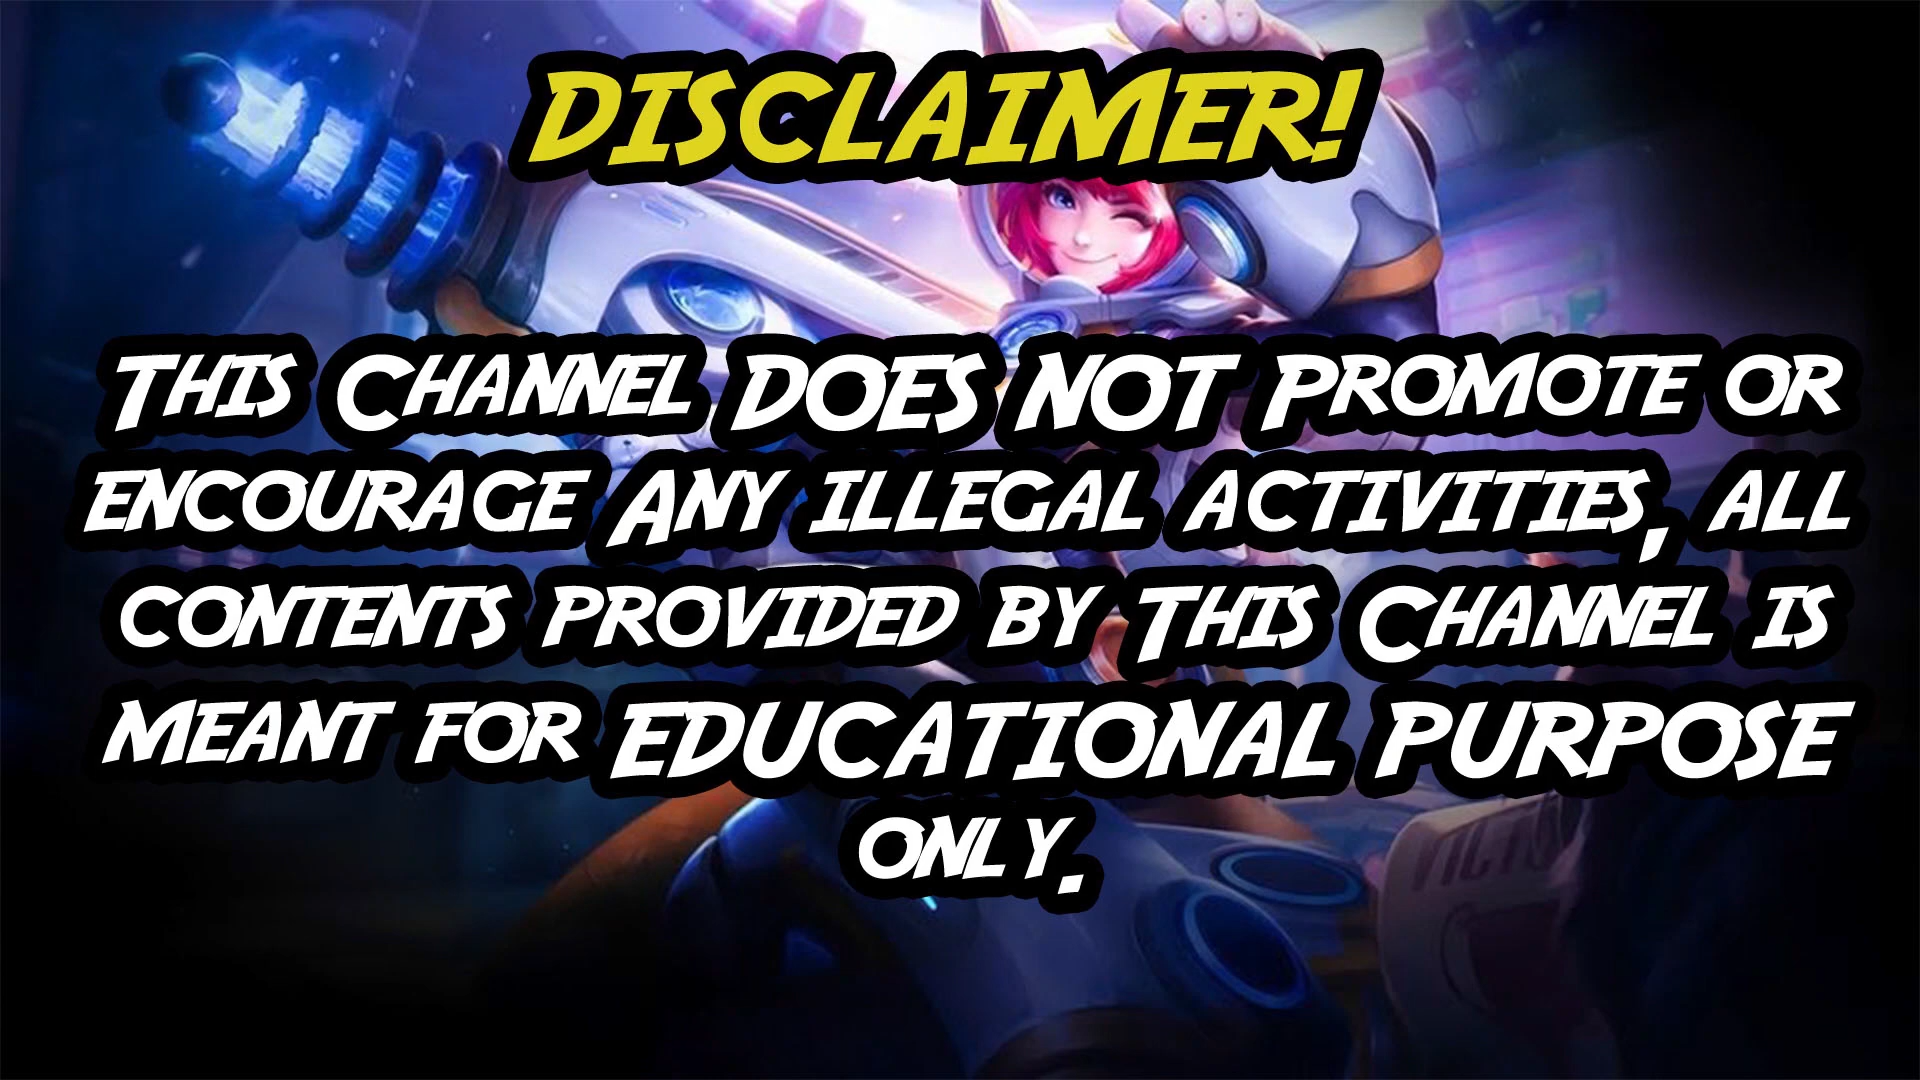 DISCLAIMER!
This Channel DOES NOT Promote or
encourage Any illegal activities, all
contents provided by This Channel is
meant for EDUCATIONAL PURPOSE
only.